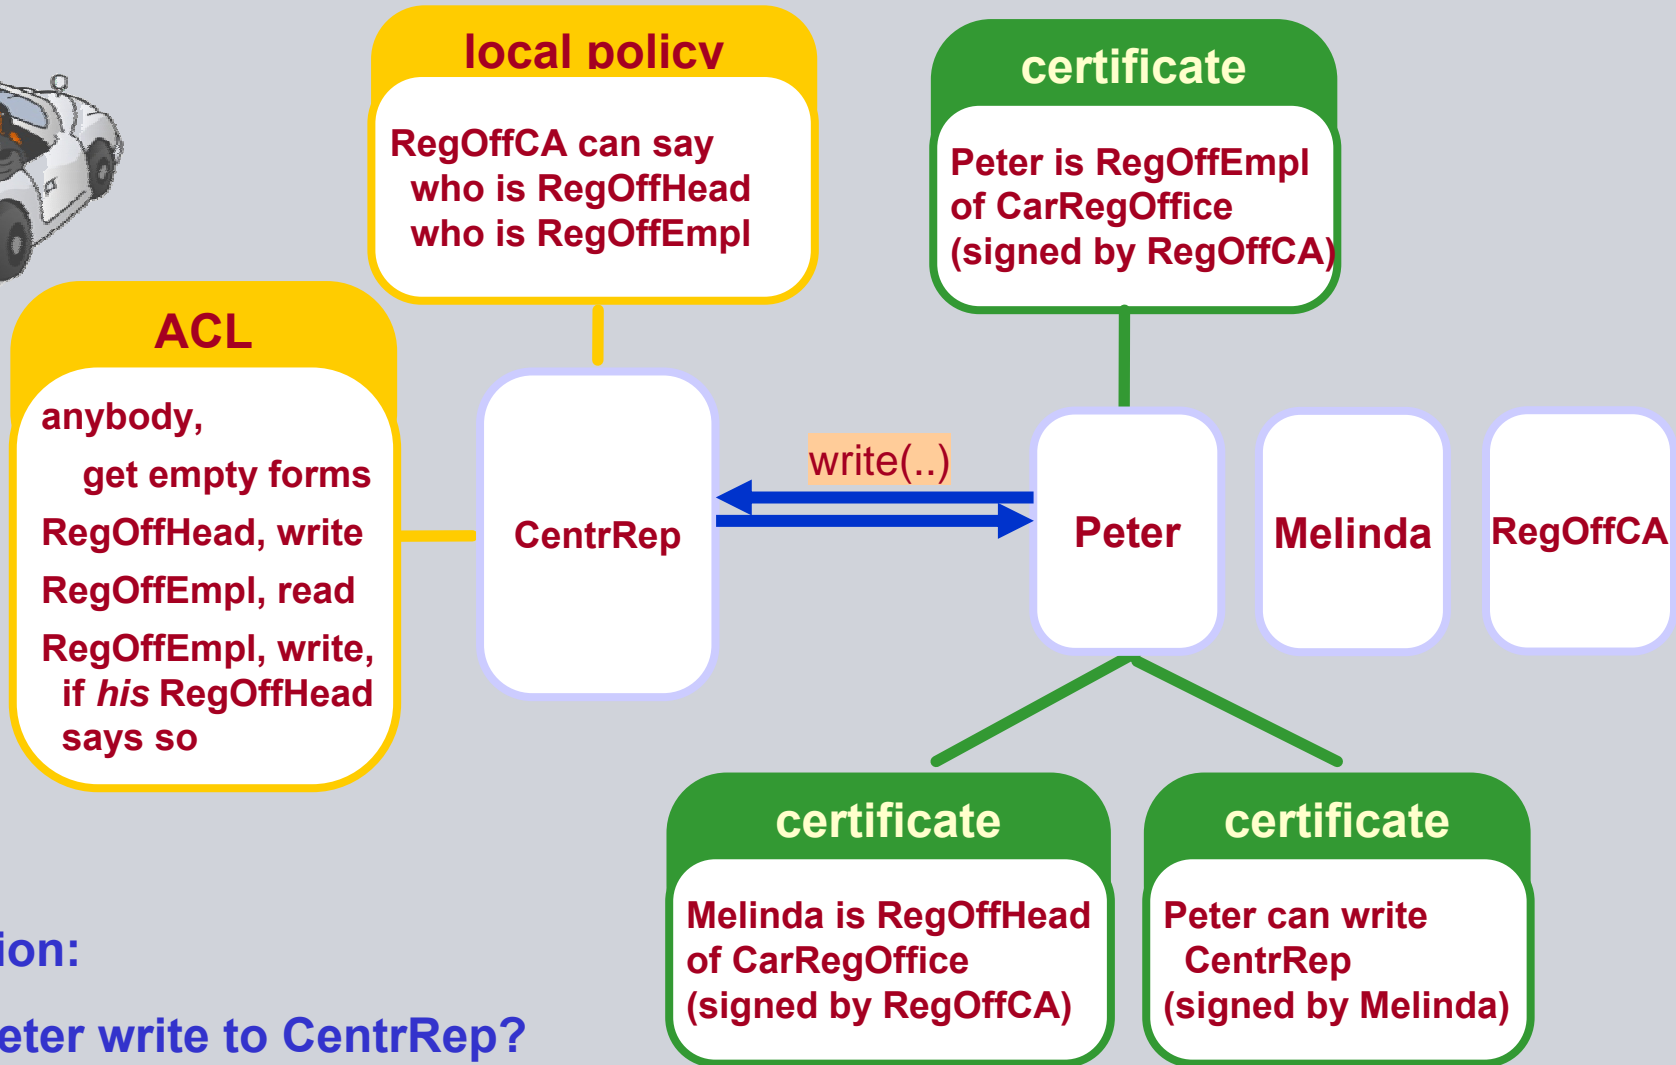 local policy
RegOffCA can say
who is RegOffHead
who is RegOffEmpl
certificate
Peter is RegOffEmpl
of CarRegOffice
(signed by RegOffCA)
ACL
anybody,
get empty forms
RegOffHead, write
RegOffEmpl, read
RegOffEmpl, write,
if his RegOffHead
says so
CentrRep
write(..)
Peter
Melinda
RegOffCA
certificate
Melinda is RegOffHead
of CarRegOffice
(signed by RegOffCA)
certificate
Peter can write
CentrRep
(signed by Melinda)
ion:
eter write to CentrRep?